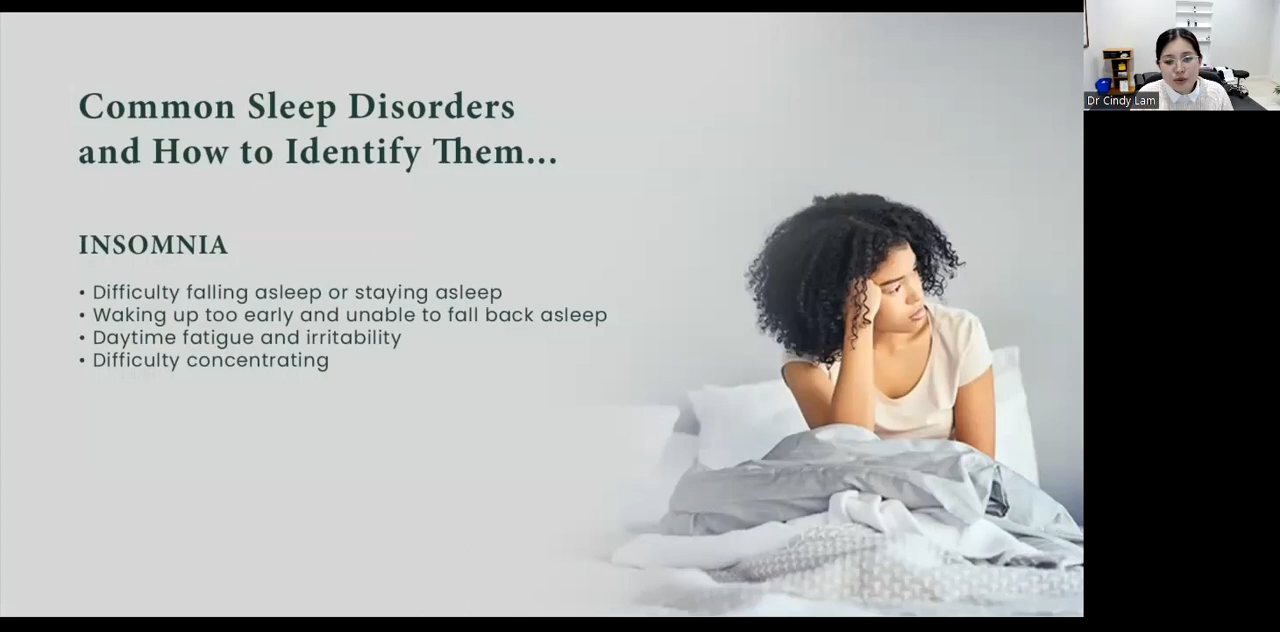 Common Sleep Disorders
and How to Identify Them...
INSOMNIA
• Difficulty falling asleep or staying asleep
• Waking up too early and unable to fall back asleep
• Daytime fatigue and irritability
• Difficulty concentrating
Dr Cindy Lam